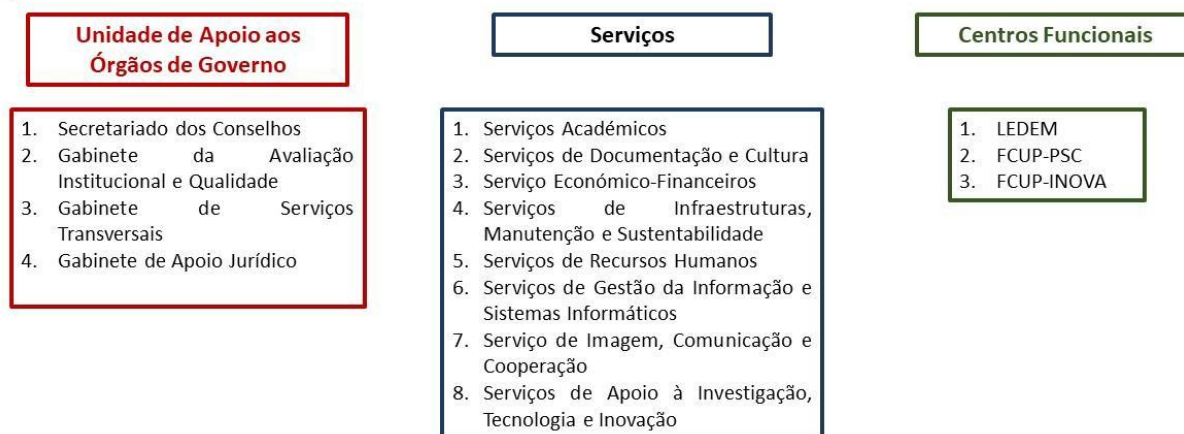 Unidade de Apoio aos
Órgãos de Governo
1. Secretariado dos Conselhos
2. Gabinete da Avaliação
Institucional e Qualidade
3. Gabinete de Serviços
Transversais
4. Gabinete de Apoio Jurídico
Serviços
1. Serviços Académicos
2. Serviços de Documentação e Cultura
3. Serviço Económico-Financeiros
4. Serviços de Infraestruturas,
Manutenção e Sustentabilidade
5. Serviços de Recursos Humanos
6. Serviços de Gestão da Informação e
Sistemas Informáticos
7. Serviço de Imagem, Comunicação e
Cooperação
8. Serviços de Apoio à Investigação,
Tecnologia e Inovação
Centros Funcionais
1. LEDEM
2. FCUP-PSC
3. FCUP-INOVA